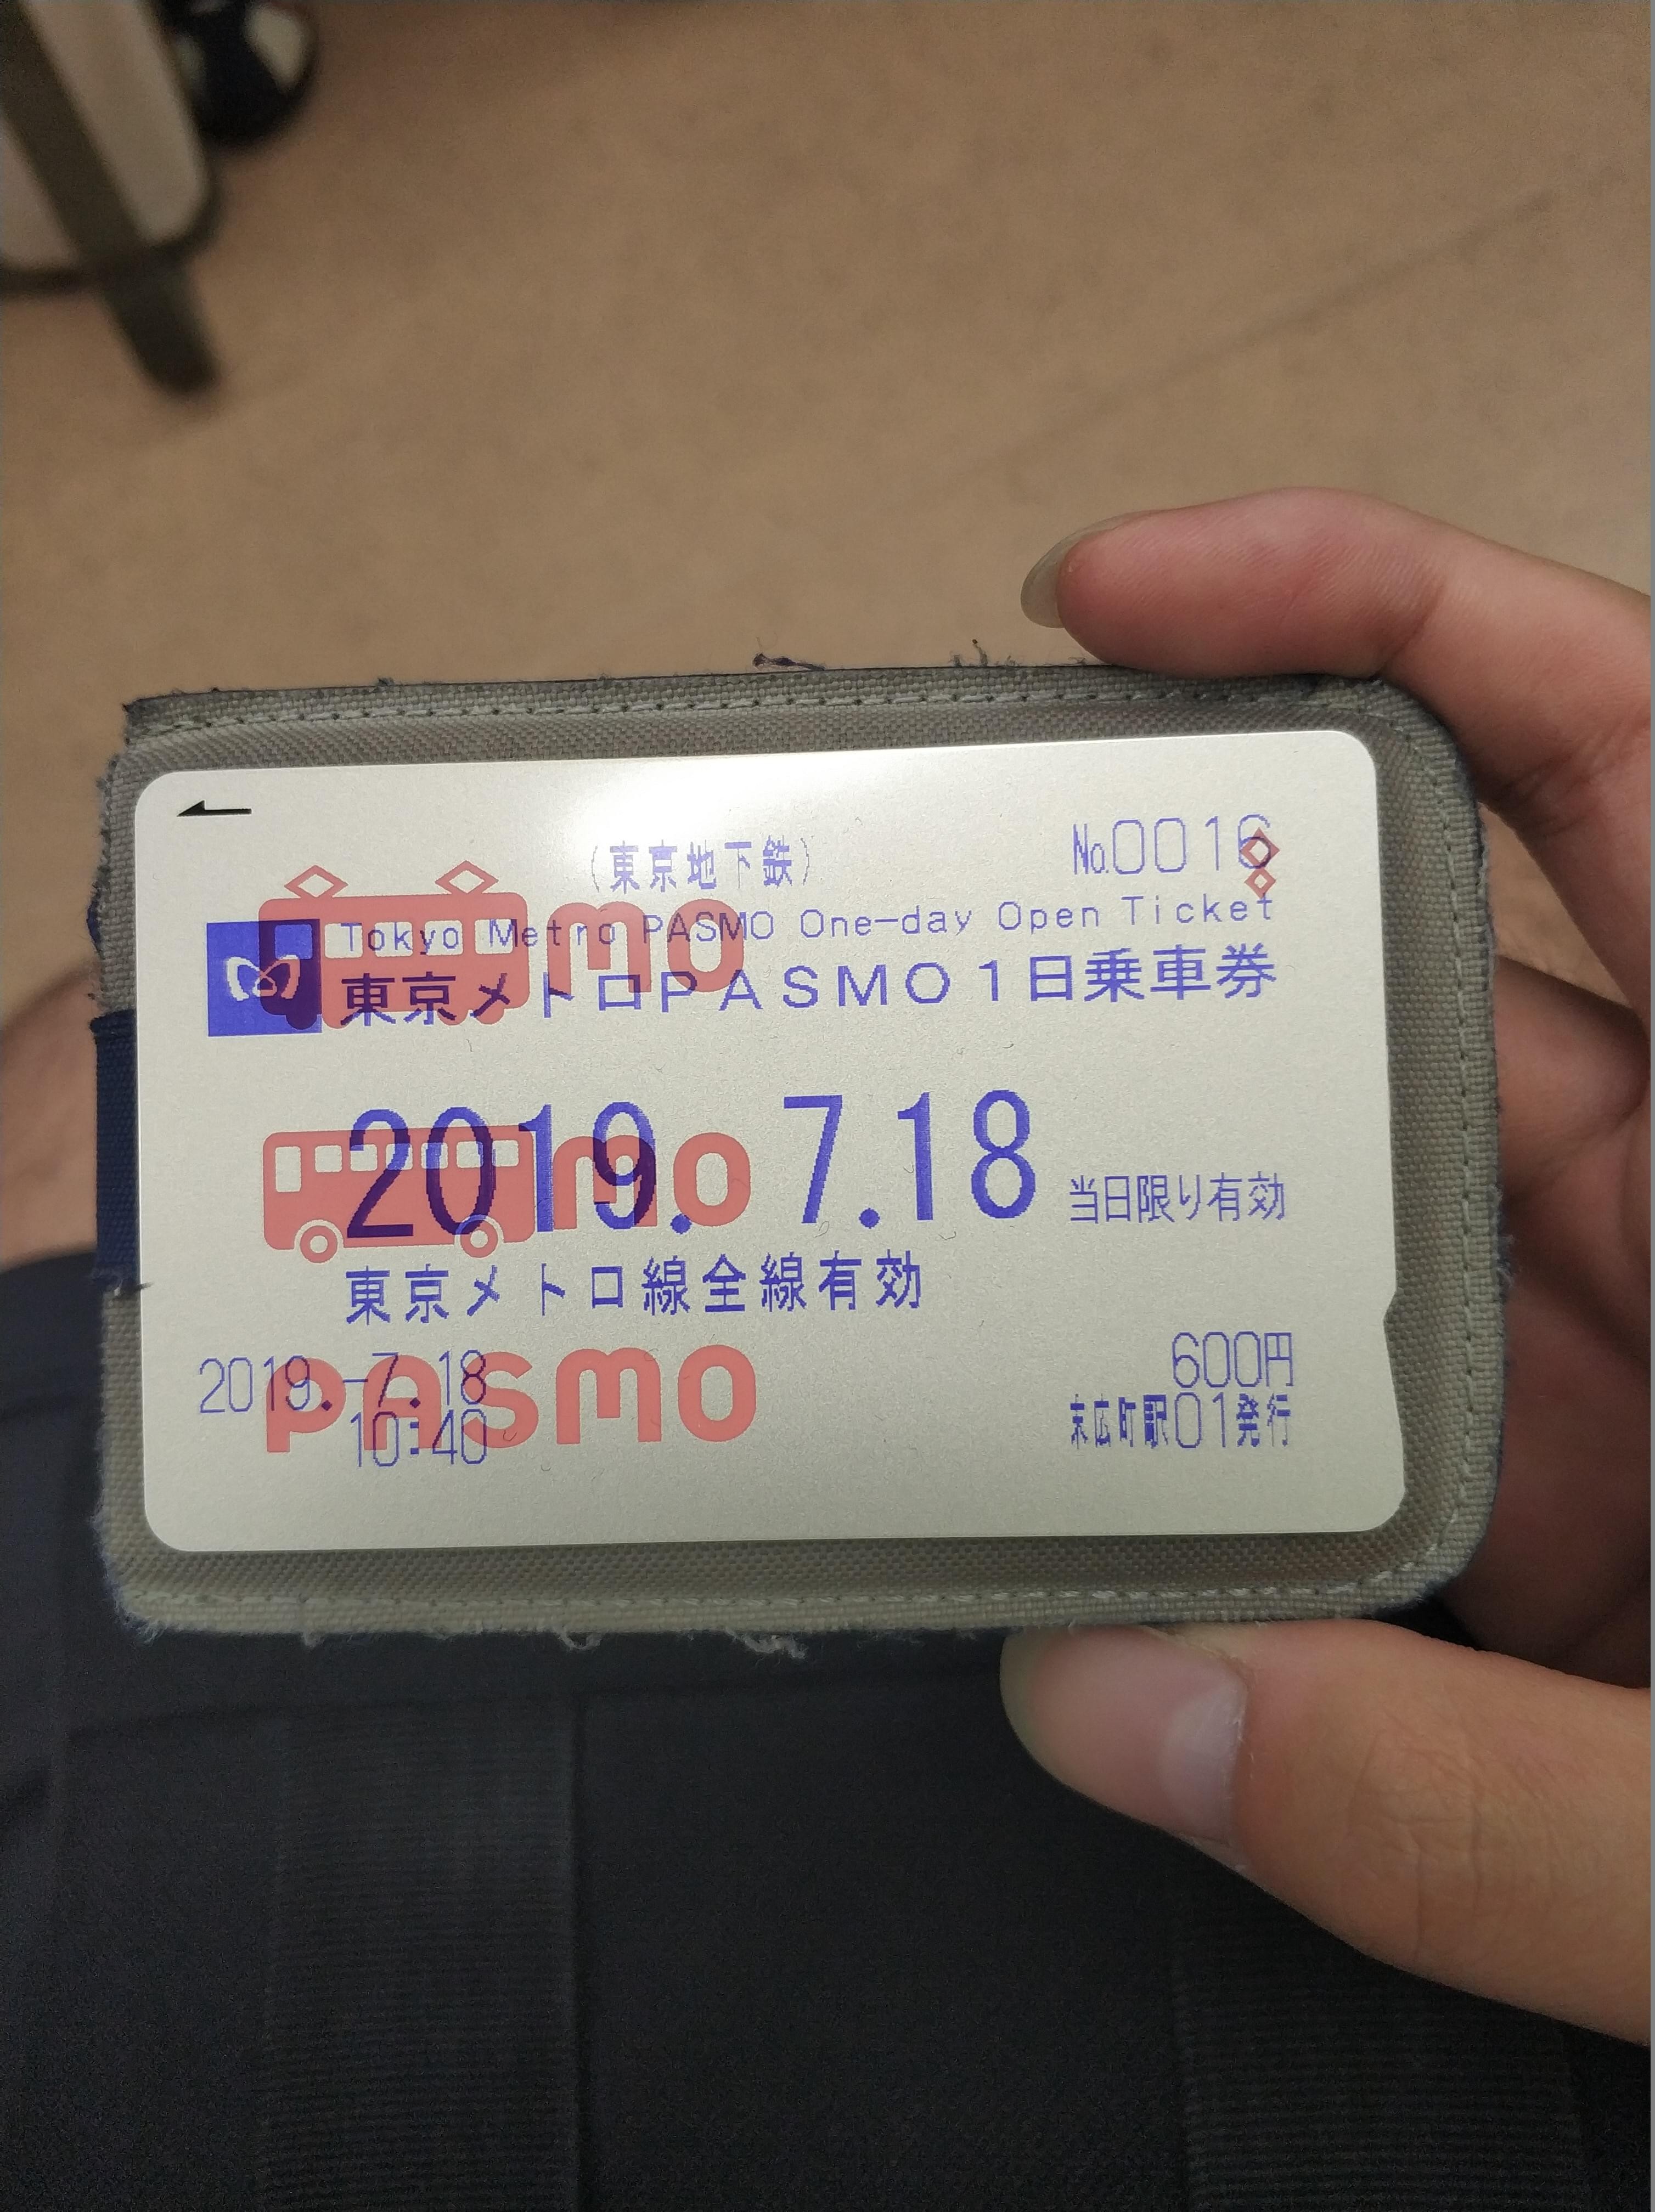 (東京地下鉄)
No.0016
mo
Tokyo Metro PASMO One-day Open Ticket
東京メトロPASMO1日乗車券
2019. 7.18 当日限り有効
mo
東京メトロ線全線有効
2019.-7.18
10:40
PASMO
600円
末広町駅01発行